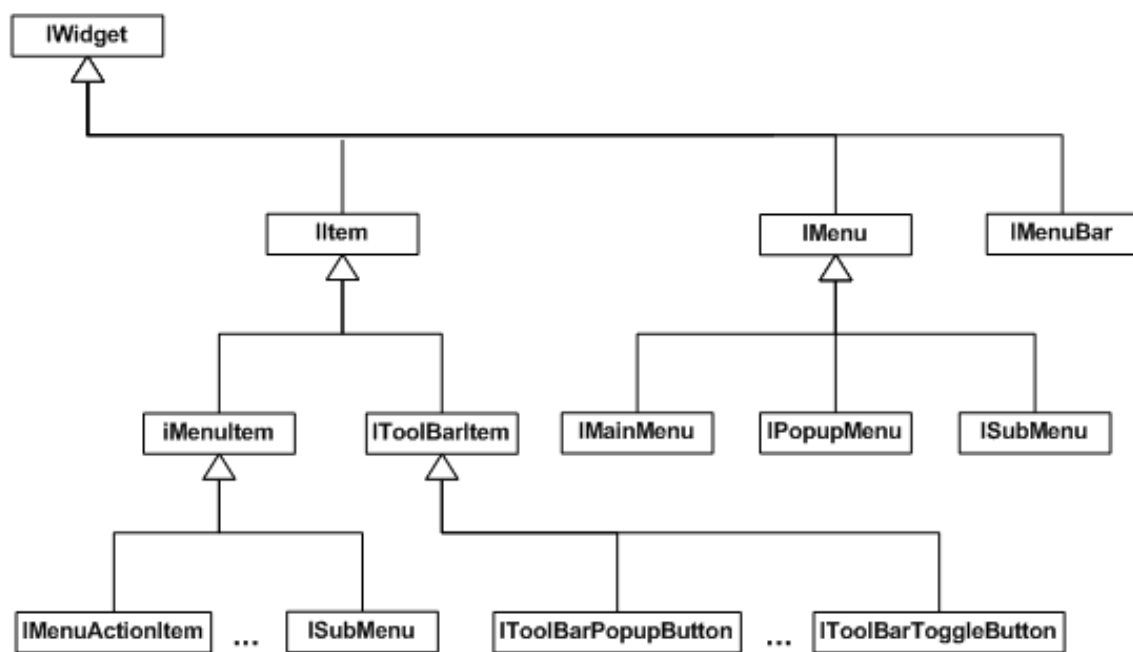 IWidget
IItem
IMenu
IMenuBar
iMenuItem
IToolBarItem
IMainMenu
IPopupMenu
ISubMenu
IMenuActionItem
...
ISubMenu
IToolBarPopupButton
...
IToolBarToggleButton